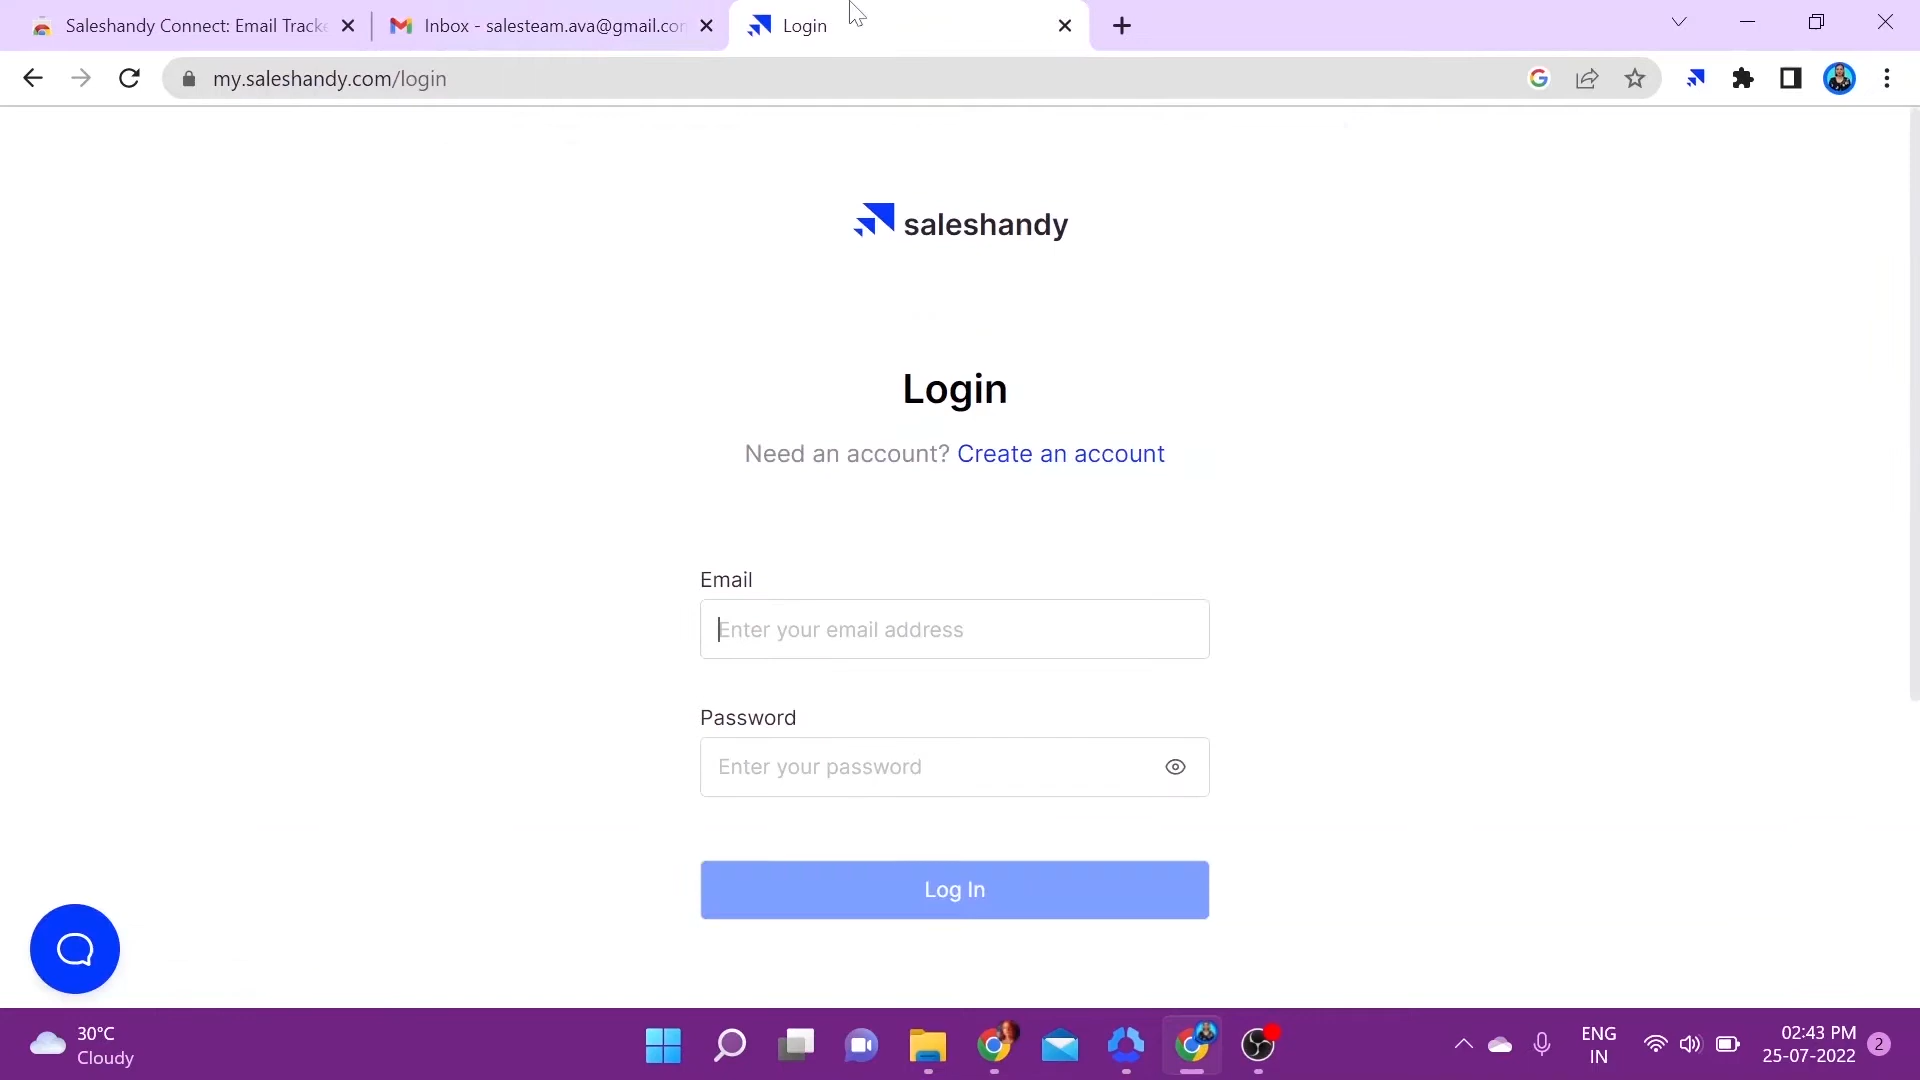 Saleshandy Connect: Email Tracke
Inbox - salesteam.ava@gmail.com
Login
my.saleshandy.com/login
saleshandy
Login
Need an account? Create an account
Email
Enter your email address
Password
Enter your password
Log In
30°C
Cloudy
ENG
IN
02:43 PM
25-07-2022
2